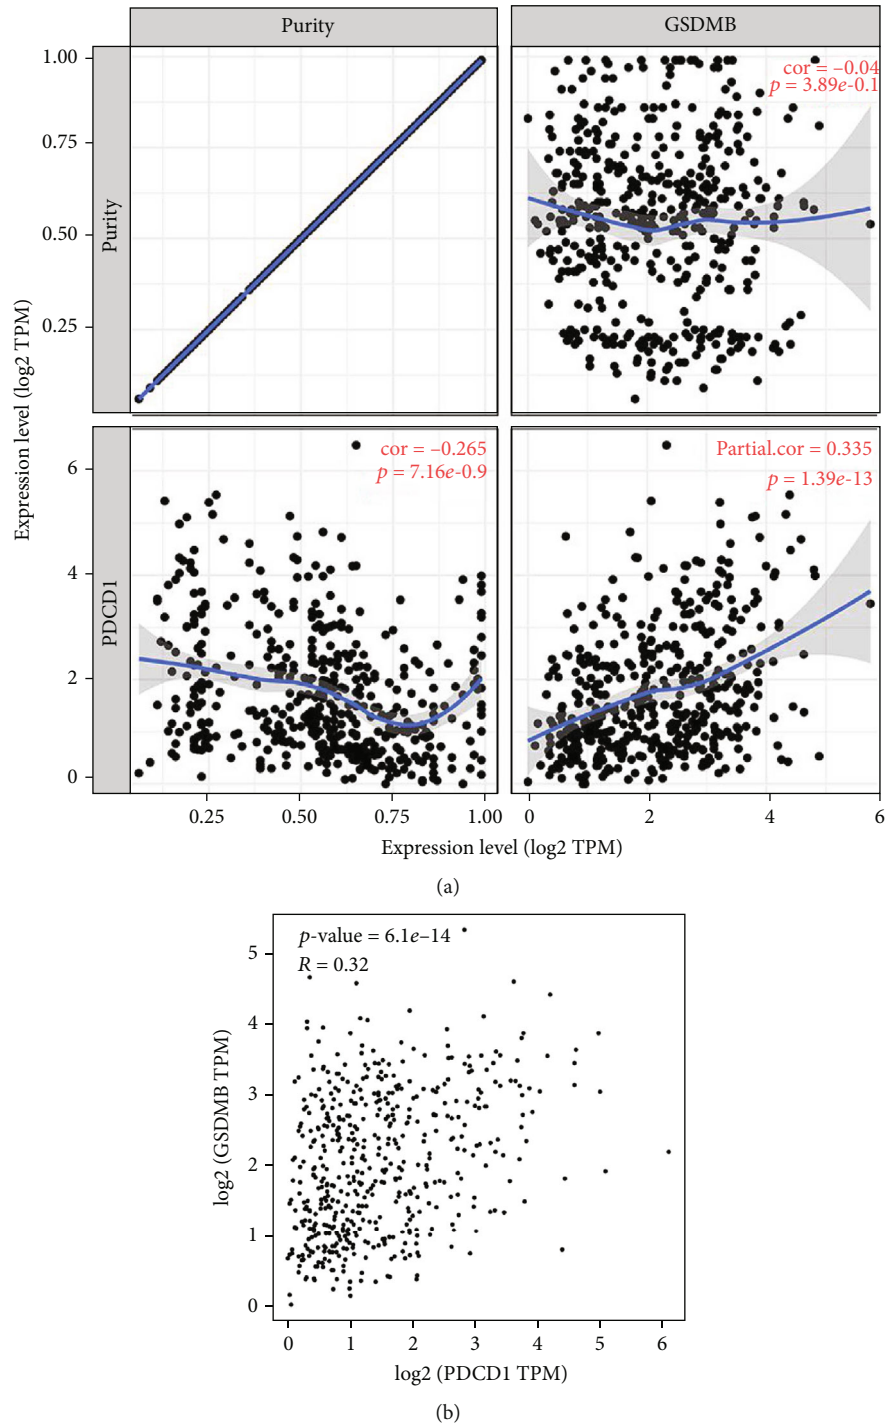 Purity
GSDMB
Expression level (log2 TPM)
Purity
1.00
0.75
0.50
0.25
cor = –0.04
p = 3.89e-0.1
PDCD1
6
4
2
0
cor = –0.265
p = 7.16e-0.9
Partial.cor = 0.335
p = 1.39e-13
0.25 0.50 0.75 1.00 0 2 4 6
Expression level (log2 TPM)
(a)
p-value = 6.1e–14
R = 0.32
log2 (GSDMB TPM)
5
4
3
2
1
0
0 1 2 3 4 5 6
log2 (PDCD1 TPM)
(b)